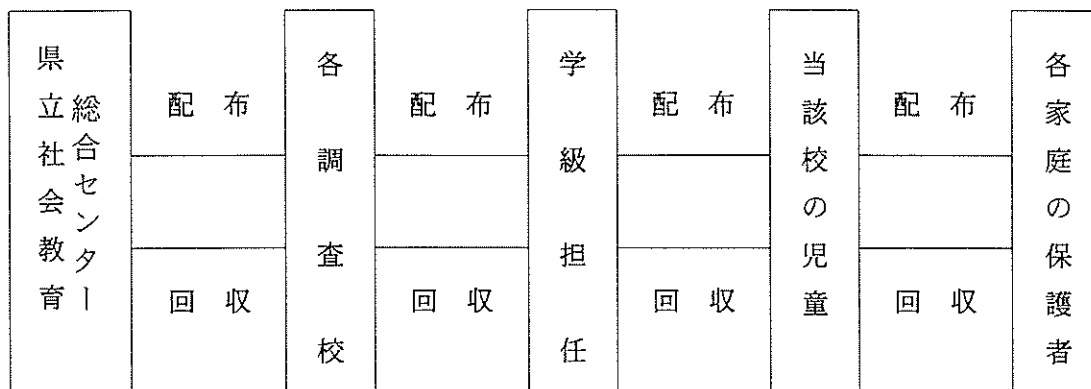 県立社会教育
総合センター
配布
回収
各調査校
配布
回収
学級担任
配布
回収
当該校の児童
配布
回収
各家庭の保護者